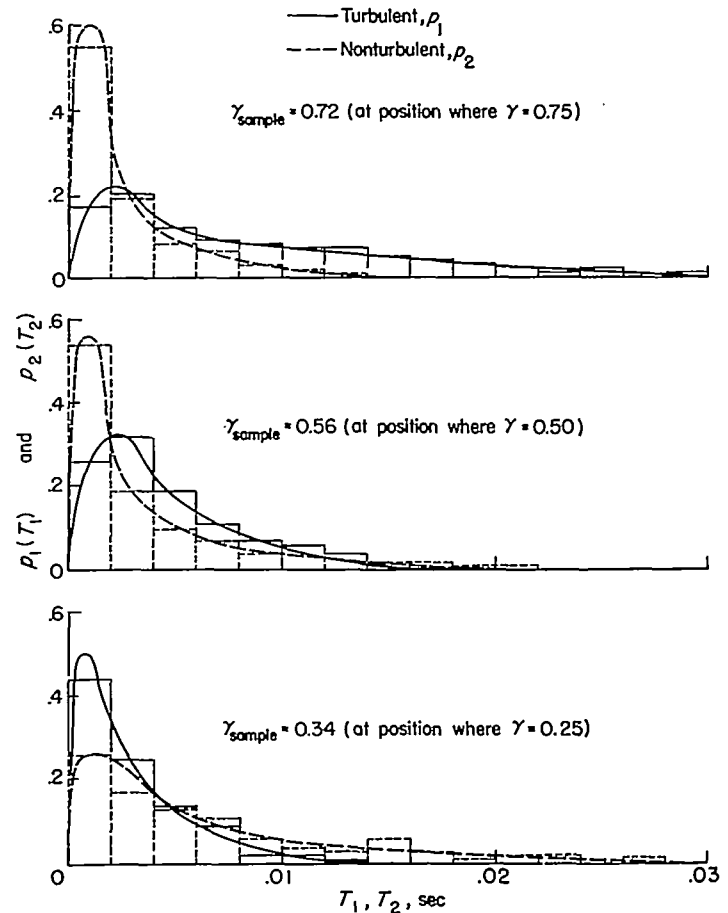 Turbulent, p₁
Nonturbulent, p₂
.6
.4
.2
0
γsample = 0.72 (at position where γ = 0.75)
.6
.4
.2
0
γsample = 0.56 (at position where γ = 0.50)
p₁(T₁) and p₂(T₂)
.6
.4
.2
γsample = 0.34 (at position where γ = 0.25)
0 .01 .02 .03
T₁, T₂, sec